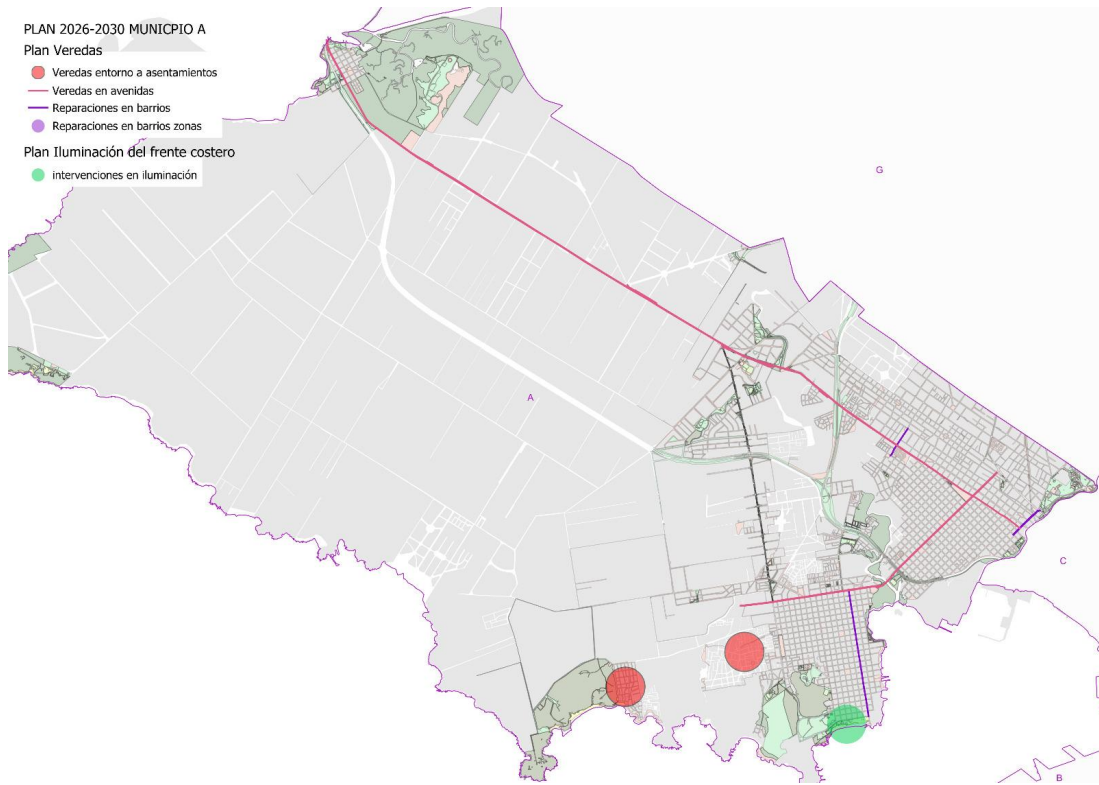 PLAN 2026-2030 MUNICPIO A
Plan Veredas
Veredas entorno a asentamientos
Veredas en avenidas
Reparaciones en barrios
Reparaciones en barrios zonas
Plan Iluminación del frente costero
intervenciones en iluminación
G
A
C
B